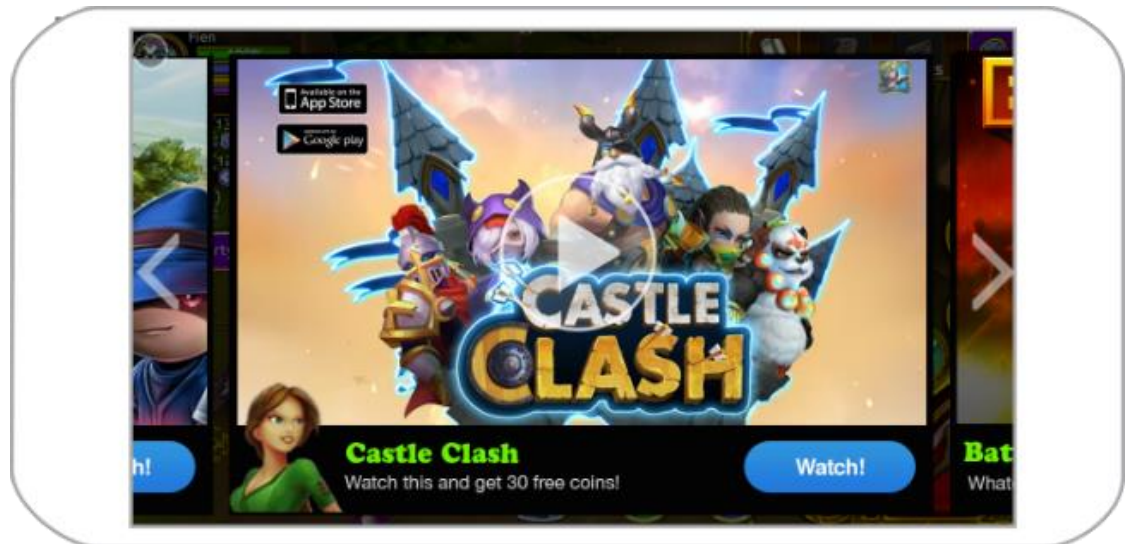 Fien
Available on the
App Store
Google play
CASTLE
CLASH
h!
Castle Clash
Watch this and get 30 free coins!
Watch!
Bat
What